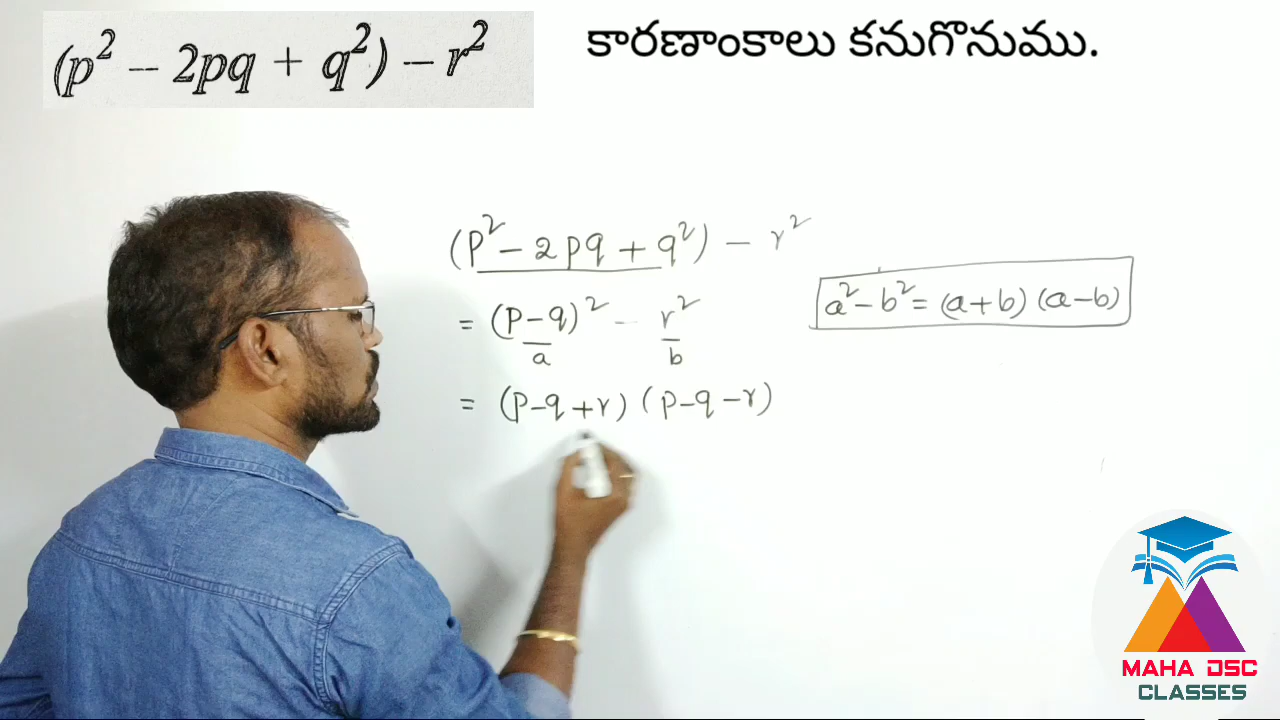 (p² – 2pq + q²) – r²
కారణాంకాలు కనుగొనుము.
(p² - 2pq + q²) - r²
= (p-q)² - r²
a b
a² - b² = (a+b) (a-b)
= (p-q+r) (p-q-r)
MAHA DSC
CLASSES